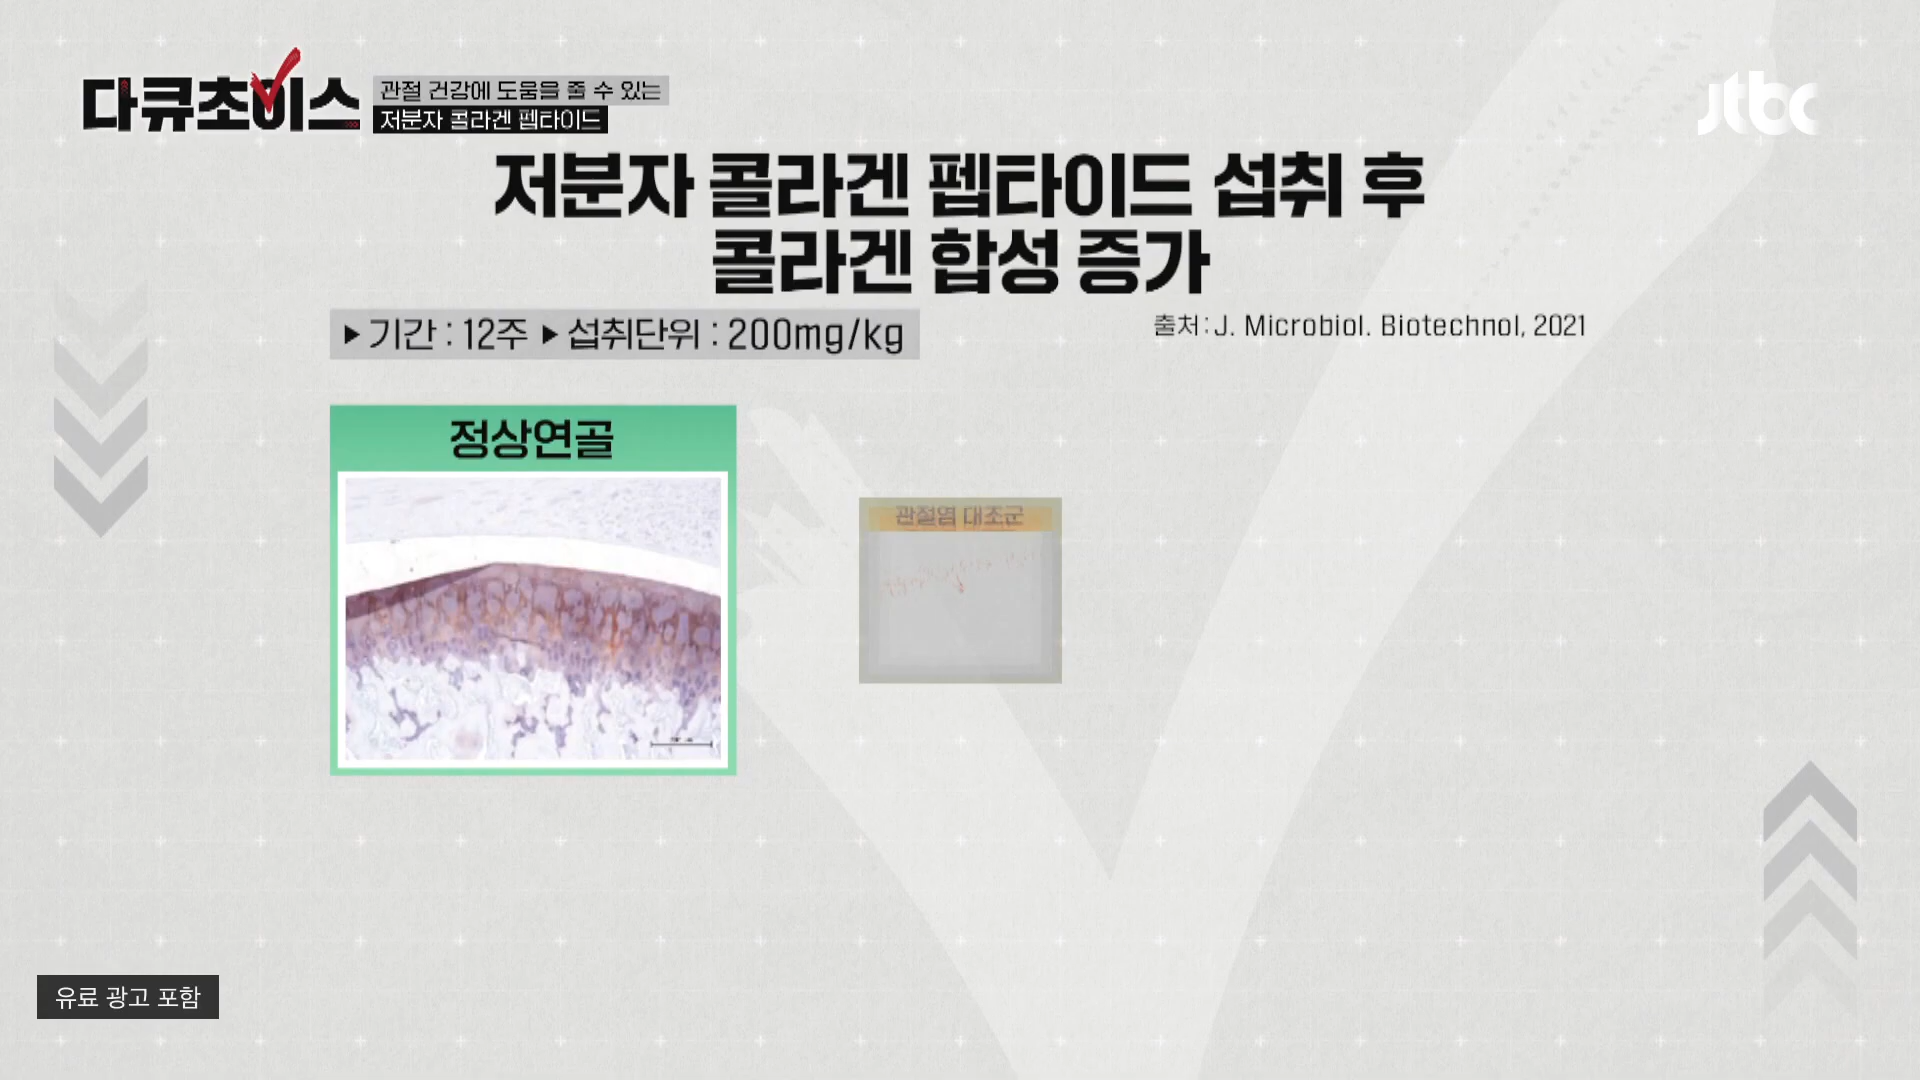 다큐초이스
관절 건강에 도움을 줄 수 있는
저분자 콜라겐 펩타이드
jtbc
저분자 콜라겐 펩타이드 섭취 후
콜라겐 합성 증가
▶기간 : 12주 ▶섭취단위 : 200mg/kg
출처 : J. Microbiol. Biotechnol, 2021
정상연골
관절염 대조군
유료 광고 포함